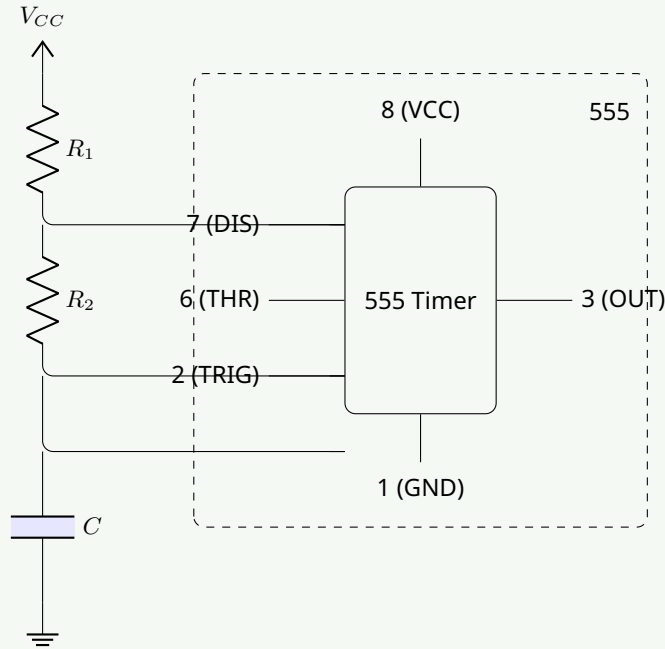 V_CC
8 (VCC)
555
R_1
7 (DIS)
R_2
6 (THR)
555 Timer
3 (OUT)
2 (TRIG)
1 (GND)
C